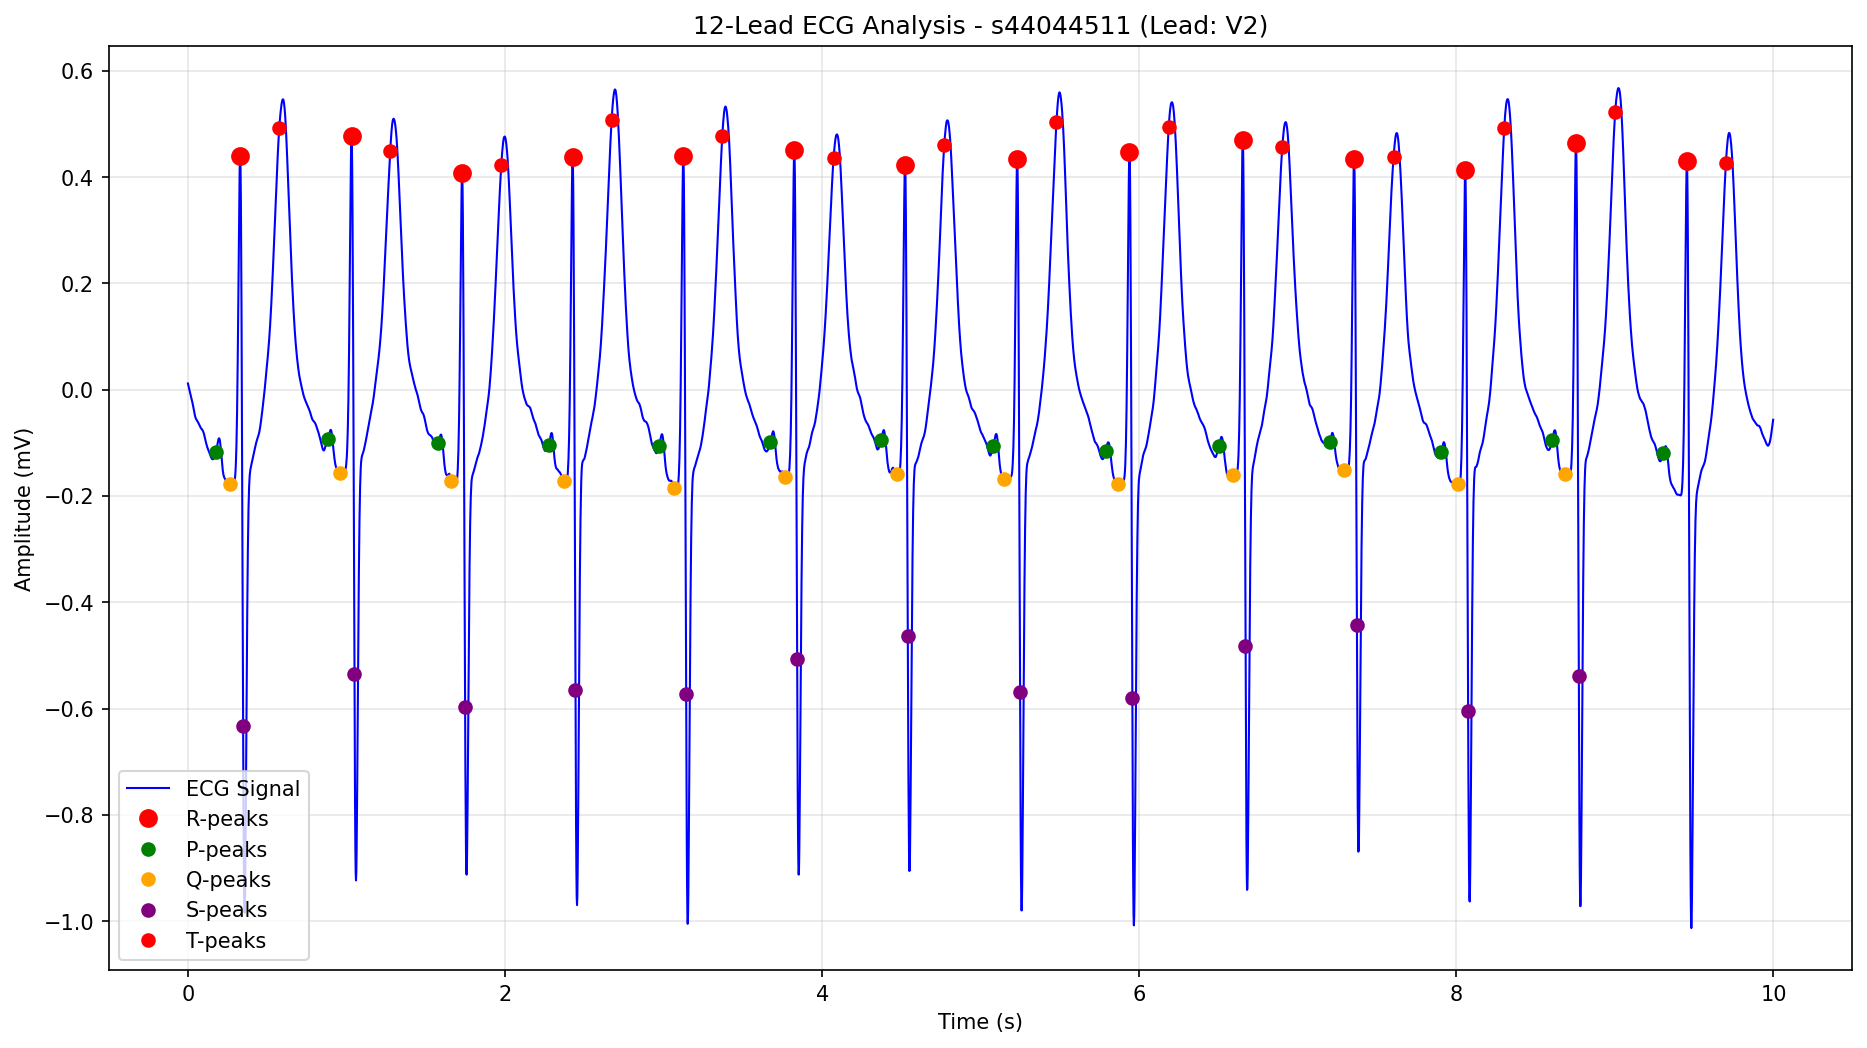 12-Lead ECG Analysis - s44044511 (Lead: V2)
Amplitude (mV)
0.6
0.4
0.2
0.0
−0.2
−0.4
−0.6
−0.8
−1.0
ECG Signal
R-peaks
P-peaks
Q-peaks
S-peaks
T-peaks
0 2 4 6 8 10
Time (s)